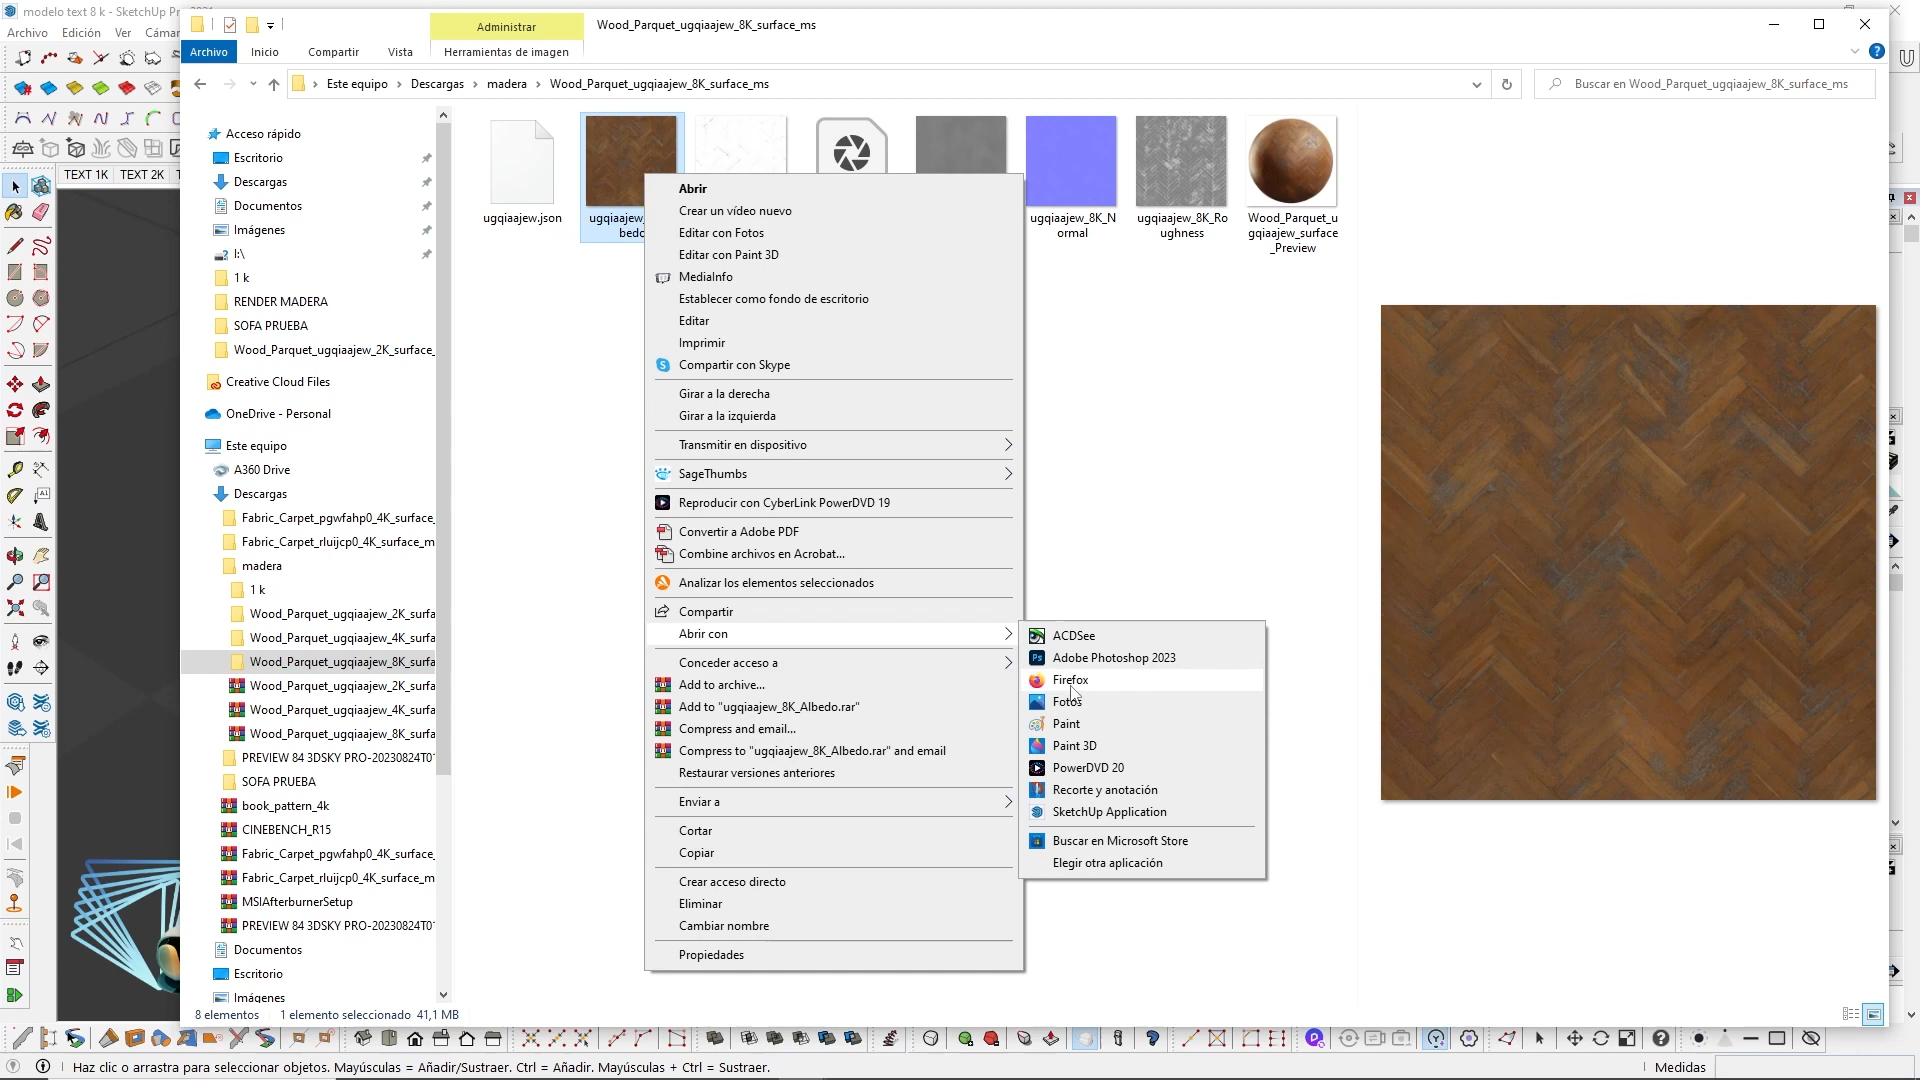 modelo text 8 k - SketchUp Pr
Archivo Edición Ver Cámar
TEXT 1K TEXT 2K
Administrar
Wood_Parquet_ugqiaajew_8K_surface_ms
Archivo Inicio Compartir Vista Herramientas de imagen
Este equipo > Descargas > madera > Wood_Parquet_ugqiaajew_8K_surface_ms
Buscar en Wood_Parquet_ugqiaajew_8K_surface_ms
Acceso rápido
Escritorio
Descargas
Documentos
Imágenes
I:\
1 k
RENDER MADERA
SOFA PRUEBA
Wood_Parquet_ugqiaajew_2K_surface_
Creative Cloud Files
OneDrive - Personal
Este equipo
A360 Drive
Descargas
Fabric_Carpet_pgwfahp0_4K_surface_
Fabric_Carpet_rluijcp0_4K_surface_m
madera
1 k
Wood_Parquet_ugqiaajew_2K_surfa
Wood_Parquet_ugqiaajew_4K_surfa
Wood_Parquet_ugqiaajew_8K_surfa
Wood_Parquet_ugqiaajew_2K_surfa
Wood_Parquet_ugqiaajew_4K_surfa
Wood_Parquet_ugqiaajew_8K_surfa
PREVIEW 84 3DSKY PRO-20230824T01
SOFA PRUEBA
book_pattern_4k
CINEBENCH_R15
Fabric_Carpet_pgwfahp0_4K_surface_
Fabric_Carpet_rluijcp0_4K_surface_m
MSIAfterburnerSetup
PREVIEW 84 3DSKY PRO-20230824T01
Documentos
Escritorio
Imágenes
ugqiaajew.json
ugqiaajew_
bedo
ugqiaajew_8K_N
ormal
ugqiaajew_8K_Ro
ughness
Wood_Parquet_u
gqiaajew_surface
_Preview
Abrir
Crear un vídeo nuevo
Editar con Fotos
Editar con Paint 3D
MediaInfo
Establecer como fondo de escritorio
Editar
Imprimir
Compartir con Skype
Girar a la derecha
Girar a la izquierda
Transmitir en dispositivo
SageThumbs
Reproducir con CyberLink PowerDVD 19
Convertir a Adobe PDF
Combine archivos en Acrobat...
Analizar los elementos seleccionados
Compartir
Abrir con
Conceder acceso a
Add to archive...
Add to "ugqiaajew_8K_Albedo.rar"
Compress and email...
Compress to "ugqiaajew_8K_Albedo.rar" and email
Restaurar versiones anteriores
Enviar a
Cortar
Copiar
Crear acceso directo
Eliminar
Cambiar nombre
Propiedades
ACDSee
Adobe Photoshop 2023
Firefox
Fotos
Paint
Paint 3D
PowerDVD 20
Recorte y anotación
SketchUp Application
Buscar en Microsoft Store
Elegir otra aplicación
8 elementos 1 elemento seleccionado 41,1 MB
Haz clic o arrastra para seleccionar objetos. Mayúsculas = Añadir/Sustraer. Ctrl = Añadir. Mayúsculas + Ctrl = Sustraer.
Medidas